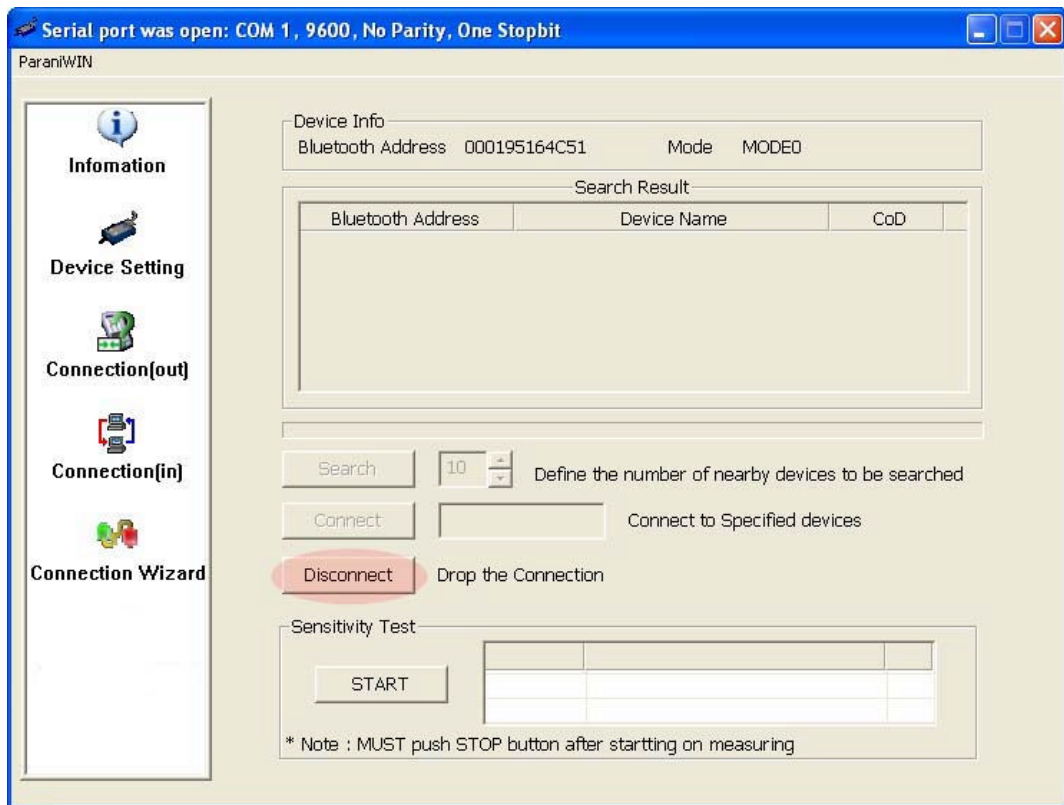 Serial port was open: COM 1, 9600, No Parity, One Stopbit
ParaniWIN
Infomation
Device Setting
Connection(out)
Connection(in)
Connection Wizard
Device Info
Bluetooth Address 000195164C51 Mode MODE0
Search Result
Bluetooth Address Device Name CoD
Search 10 Define the number of nearby devices to be searched
Connect Connect to Specified devices
Disconnect Drop the Connection
Sensitivity Test
START
* Note : MUST push STOP button after startting on measuring